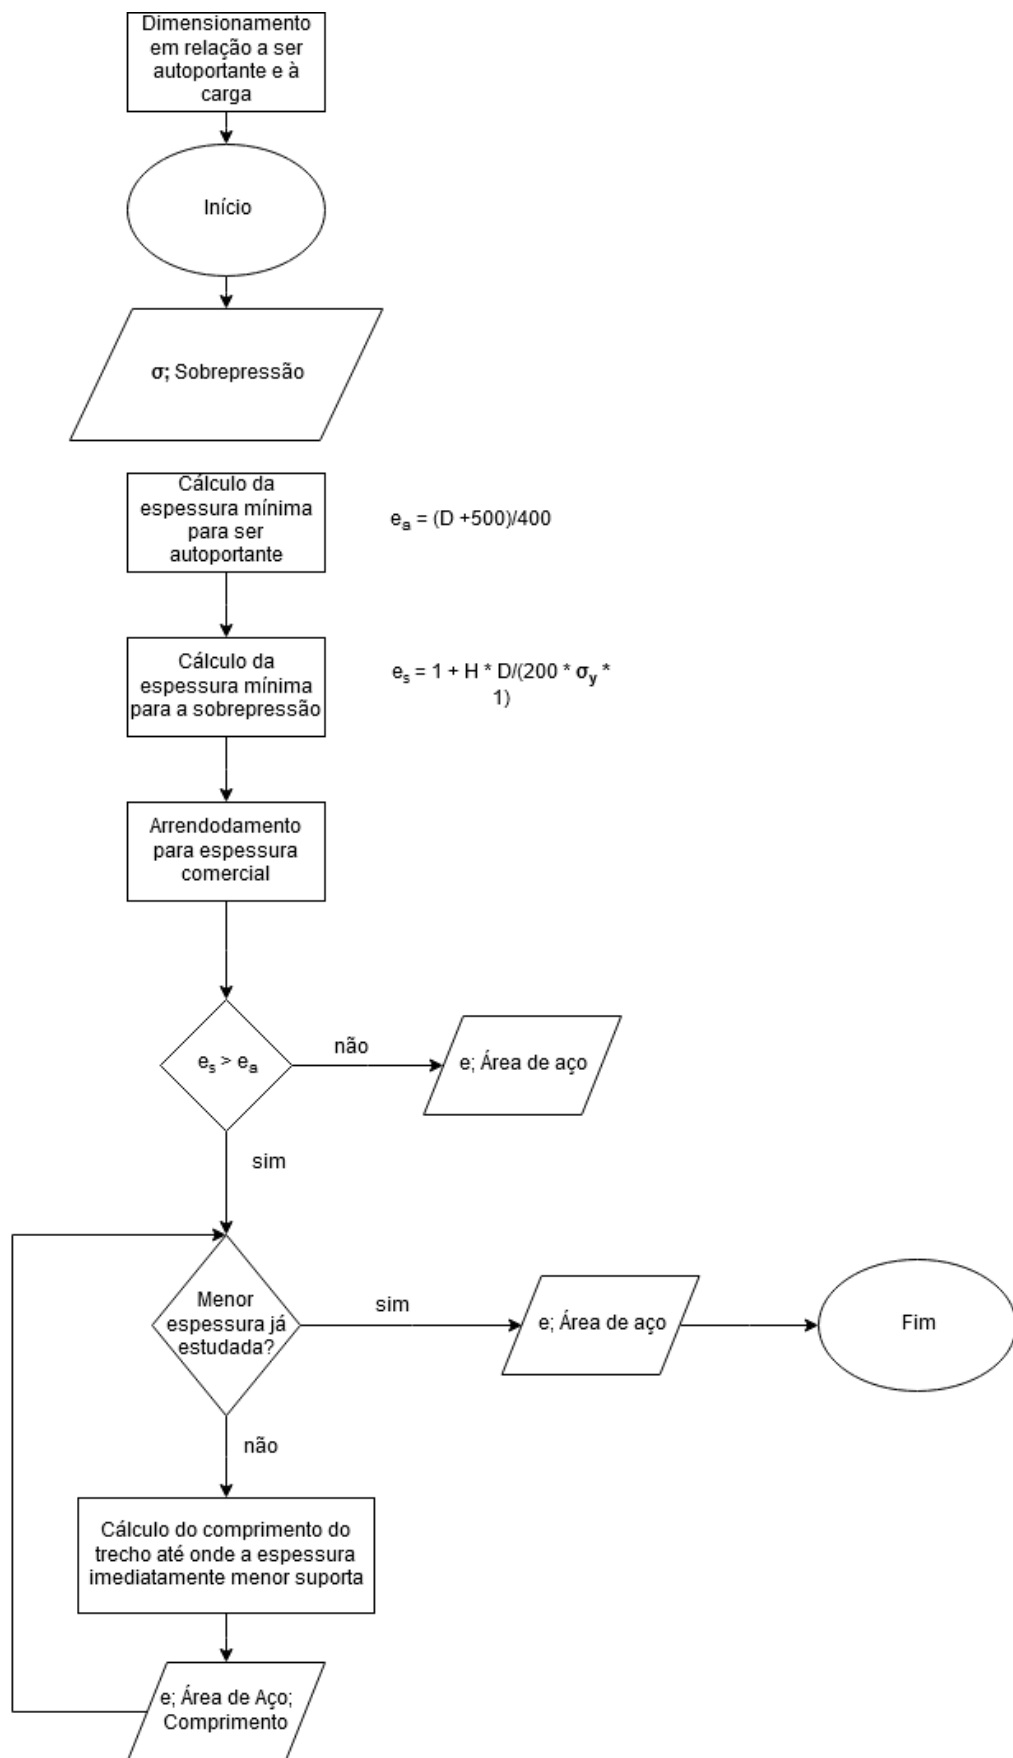 Dimensionamento
em relação a ser
autoportante e à
carga
Início
σ; Sobrepressão
Cálculo da
espessura mínima
para ser
autoportante
eₐ = (D +500)/400
Cálculo da
espessura mínima
para a sobrepressão
eₛ = 1 + H * D/(200 * σᵧ *
1)
Arrendodamento
para espessura
comercial
eₛ > eₐ
não
e; Área de aço
sim
Menor
espessura já
estudada?
sim
e; Área de aço
Fim
não
Cálculo do comprimento do
trecho até onde a espessura
imediatamente menor suporta
e; Área de Aço;
Comprimento